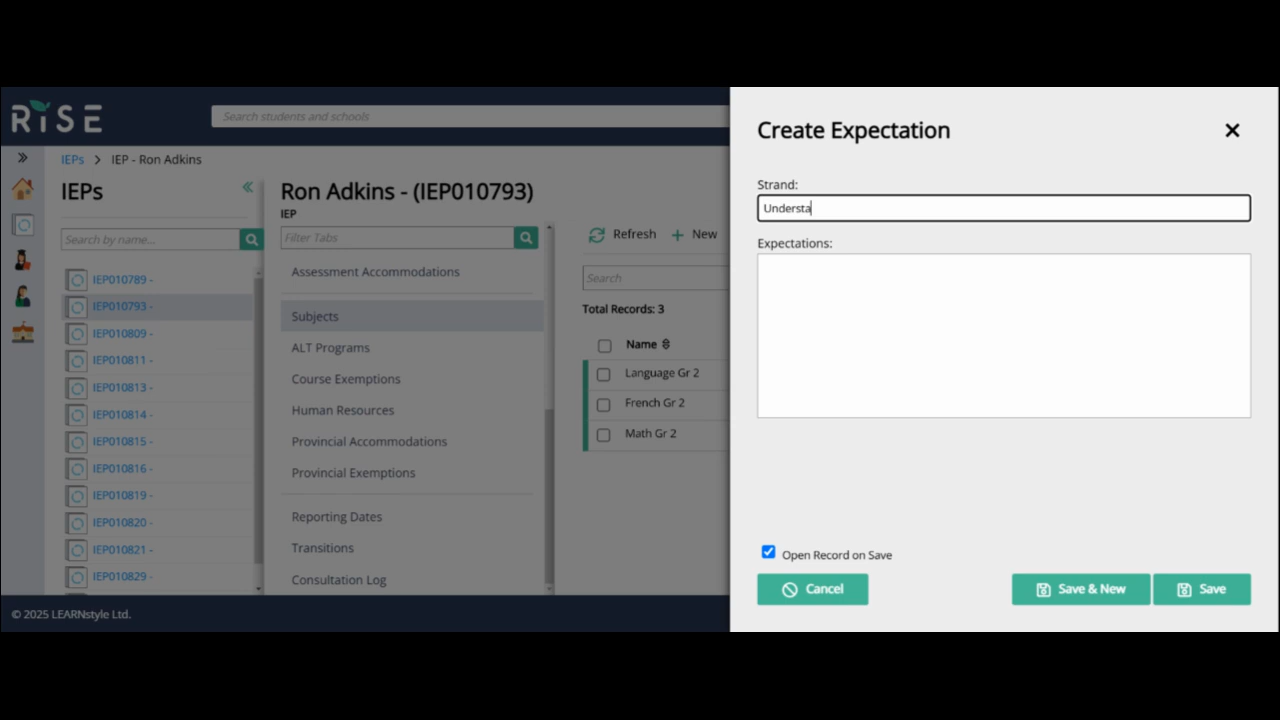 RISE
Search students and schools
IEPs > IEP - Ron Adkins
IEPs
Search by name...
IEP010789 -
IEP010793 -
IEP010809 -
IEP010811 -
IEP010813 -
IEP010814 -
IEP010815 -
IEP010816 -
IEP010819 -
IEP010820 -
IEP010821 -
IEP010829 -
Ron Adkins - (IEP010793)
IEP
Filter Tabs
Assessment Accommodations
Subjects
ALT Programs
Course Exemptions
Human Resources
Provincial Accommodations
Provincial Exemptions
Reporting Dates
Transitions
Consultation Log
Refresh + New
Search
Total Records: 3
Name
Language Gr 2
French Gr 2
Math Gr 2
Create Expectation
Strand:
Understa
Expectations:
Open Record on Save
Cancel
Save & New
Save
© 2025 LEARNstyle Ltd.